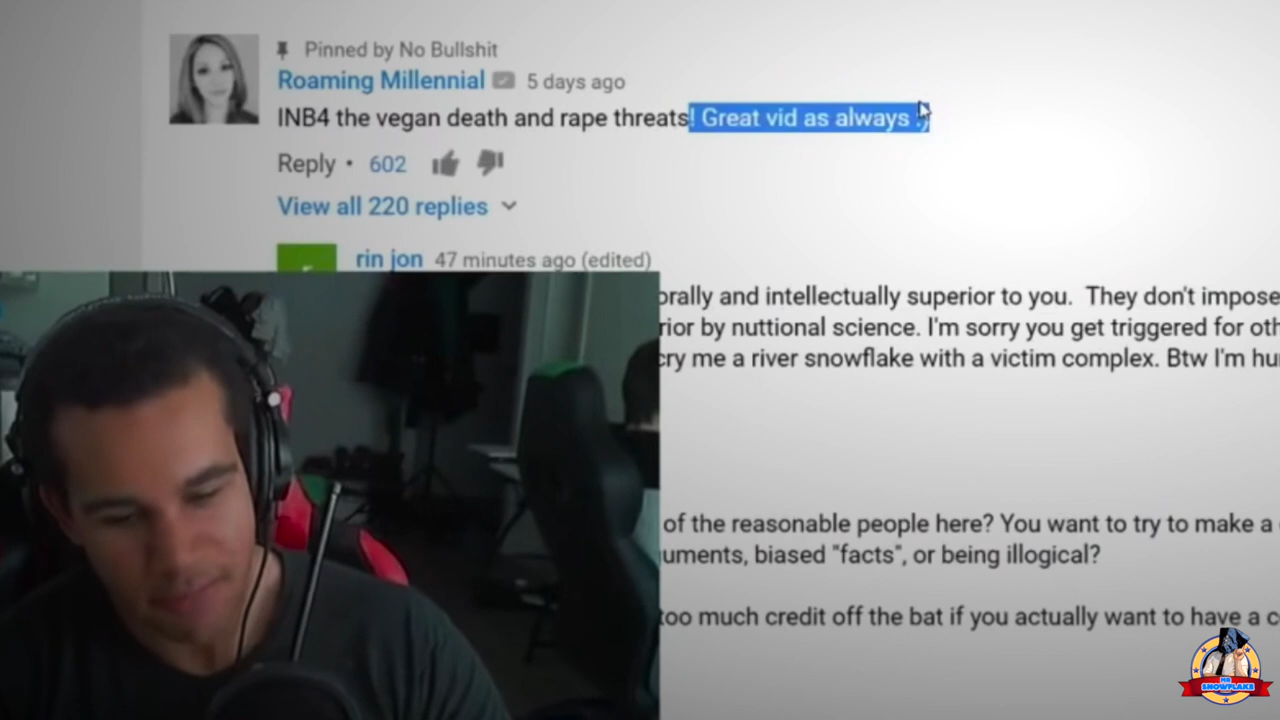 Pinned by No Bullshit
Roaming Millennial 5 days ago
INB4 the vegan death and rape threats! Great vid as always :)
Reply • 602
View all 220 replies
rin jon 47 minutes ago (edited)
orally and intellectually superior to you. They don't impose
rior by nuttional science. I'm sorry you get triggered for oth
cry me a river snowflake with a victim complex. Btw I'm hu
of the reasonable people here? You want to try to make a
uments, biased "facts", or being illogical?
too much credit off the bat if you actually want to have a c
MR
SNOWFLAKE